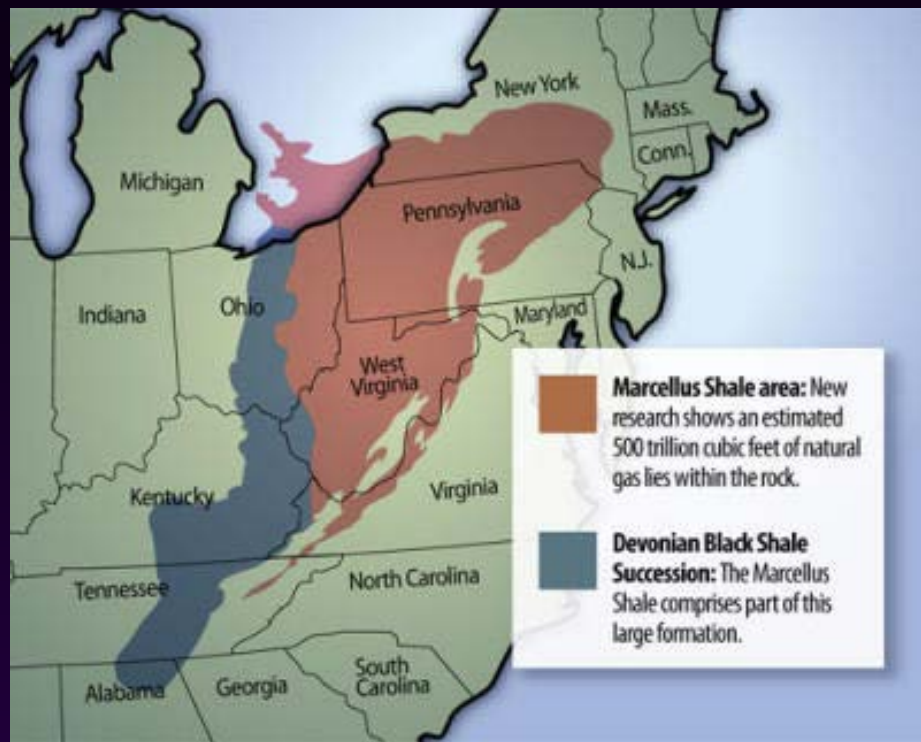 New York
Mass.
Conn.
Michigan
Pennsylvania
N.J.
Indiana
Ohio
Maryland
West
Virginia
Kentucky
Virginia
Tennessee
North Carolina
Alabama
Georgia
South
Carolina
Marcellus Shale area: New
research shows an estimated
500 trillion cubic feet of natural
gas lies within the rock.
Devonian Black Shale
Succession: The Marcellus
Shale comprises part of this
large formation.